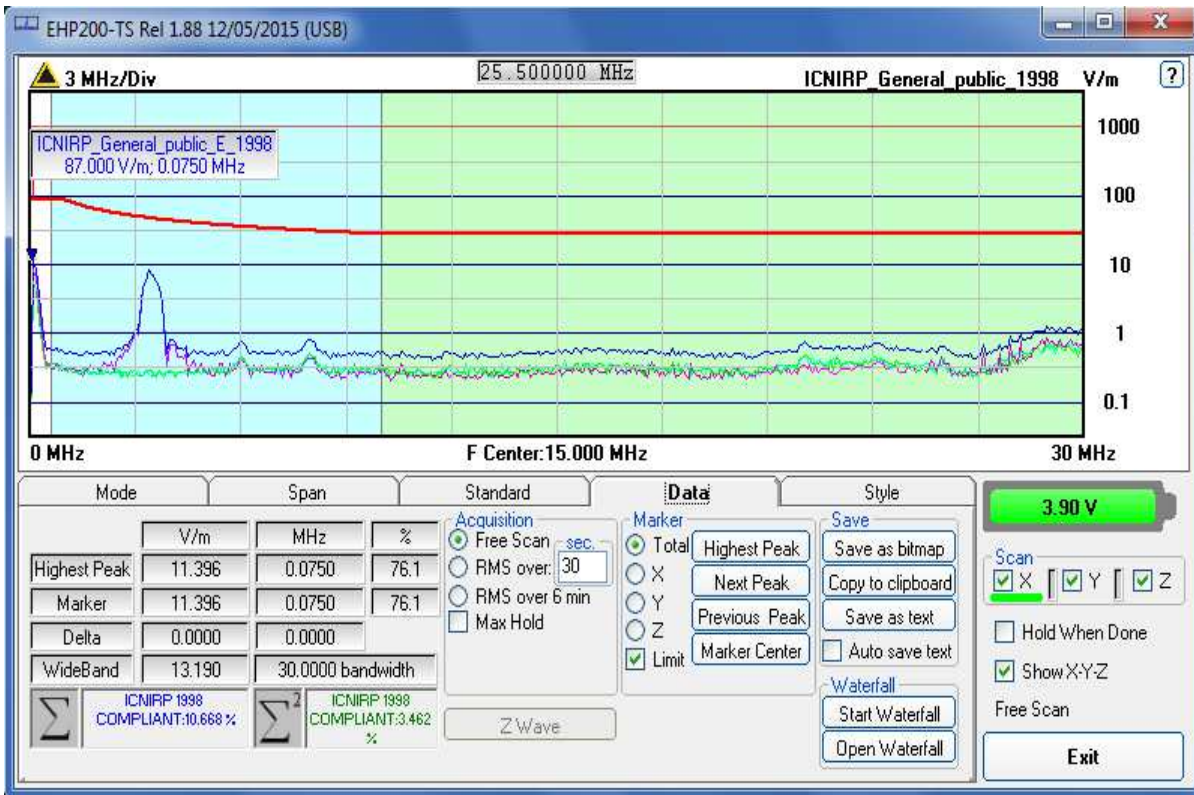 EHP200-TS Rel 1.88 12/05/2015 (USB)
3 MHz/Div
25.500000 MHz
ICNIRP_General_public_1998 V/m
?
ICNIRP_General_public_E_1998
87.000 V/m; 0.0750 MHz
1000
100
10
1
0.1
0 MHz
F Center:15.000 MHz
30 MHz
Mode
Span
Standard
Data
Style
V/m MHz %
Highest Peak 11.396 0.0750 76.1
Marker 11.396 0.0750 76.1
Delta 0.0000 0.0000
WideBand 13.190 30.0000 bandwidth
Σ
ICNIRP 1998
COMPLIANT:10.668 %
Σ2
ICNIRP 1998
COMPLIANT:3.462
%
Acquisition
Free Scan
sec.
RMS over: 30
RMS over 6 min
Max Hold
Z Wave
Marker
Total
X
Y
Z
Limit
Highest Peak
Next Peak
Previous Peak
Marker Center
Save
Save as bitmap
Copy to clipboard
Save as text
Auto save text
Waterfall
Start Waterfall
Open Waterfall
3.90 V
Scan
X [ Y [ Z
Hold When Done
Show X-Y-Z
Free Scan
Exit